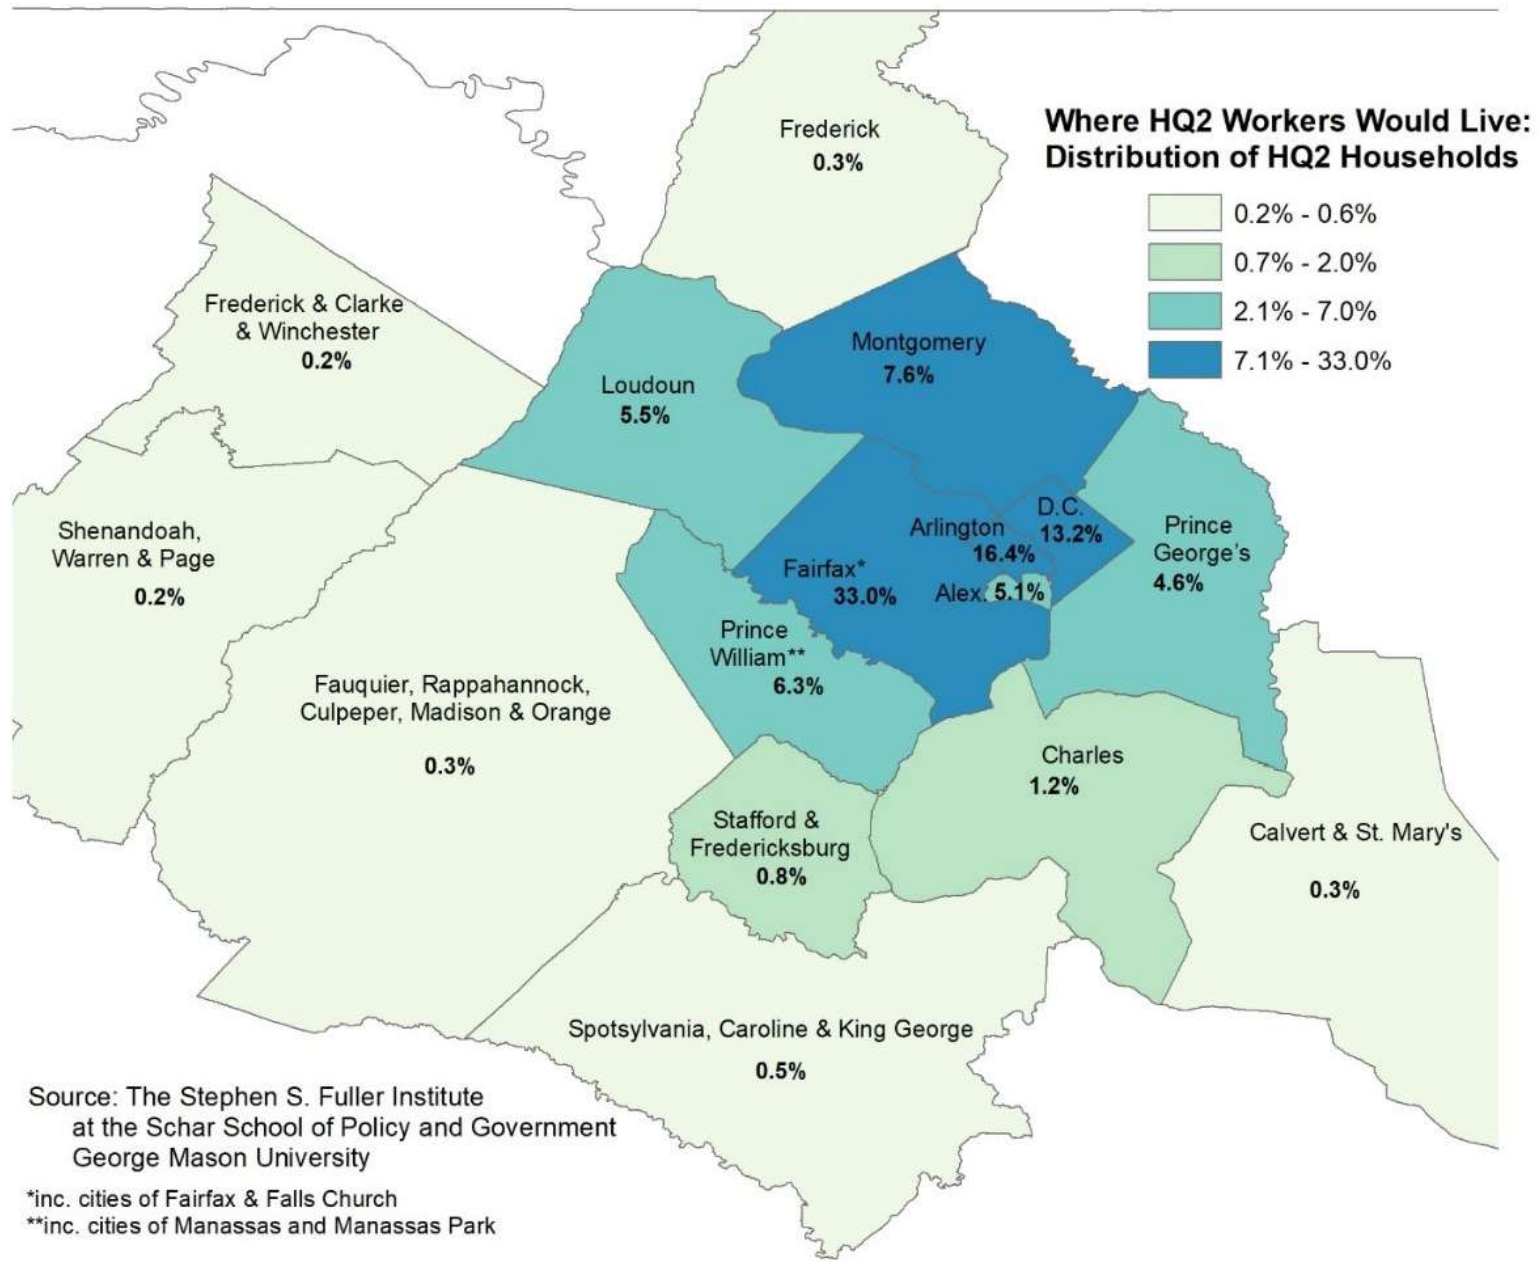 Where HQ2 Workers Would Live:
Distribution of HQ2 Households
0.2% - 0.6%
0.7% - 2.0%
2.1% - 7.0%
7.1% - 33.0%
Frederick
0.3%
Frederick & Clarke
& Winchester
0.2%
Montgomery
7.6%
Loudoun
5.5%
D.C.
13.2%
Arlington
16.4%
Prince
George's
4.6%
Shenandoah,
Warren & Page
0.2%
Fairfax*
33.0%
Alex. 5.1%
Prince
William**
6.3%
Fauquier, Rappahannock,
Culpeper, Madison & Orange
0.3%
Charles
1.2%
Stafford &
Fredericksburg
0.8%
Calvert & St. Mary's
0.3%
Spotsylvania, Caroline & King George
0.5%
Source: The Stephen S. Fuller Institute
at the Schar School of Policy and Government
George Mason University
*inc. cities of Fairfax & Falls Church
**inc. cities of Manassas and Manassas Park